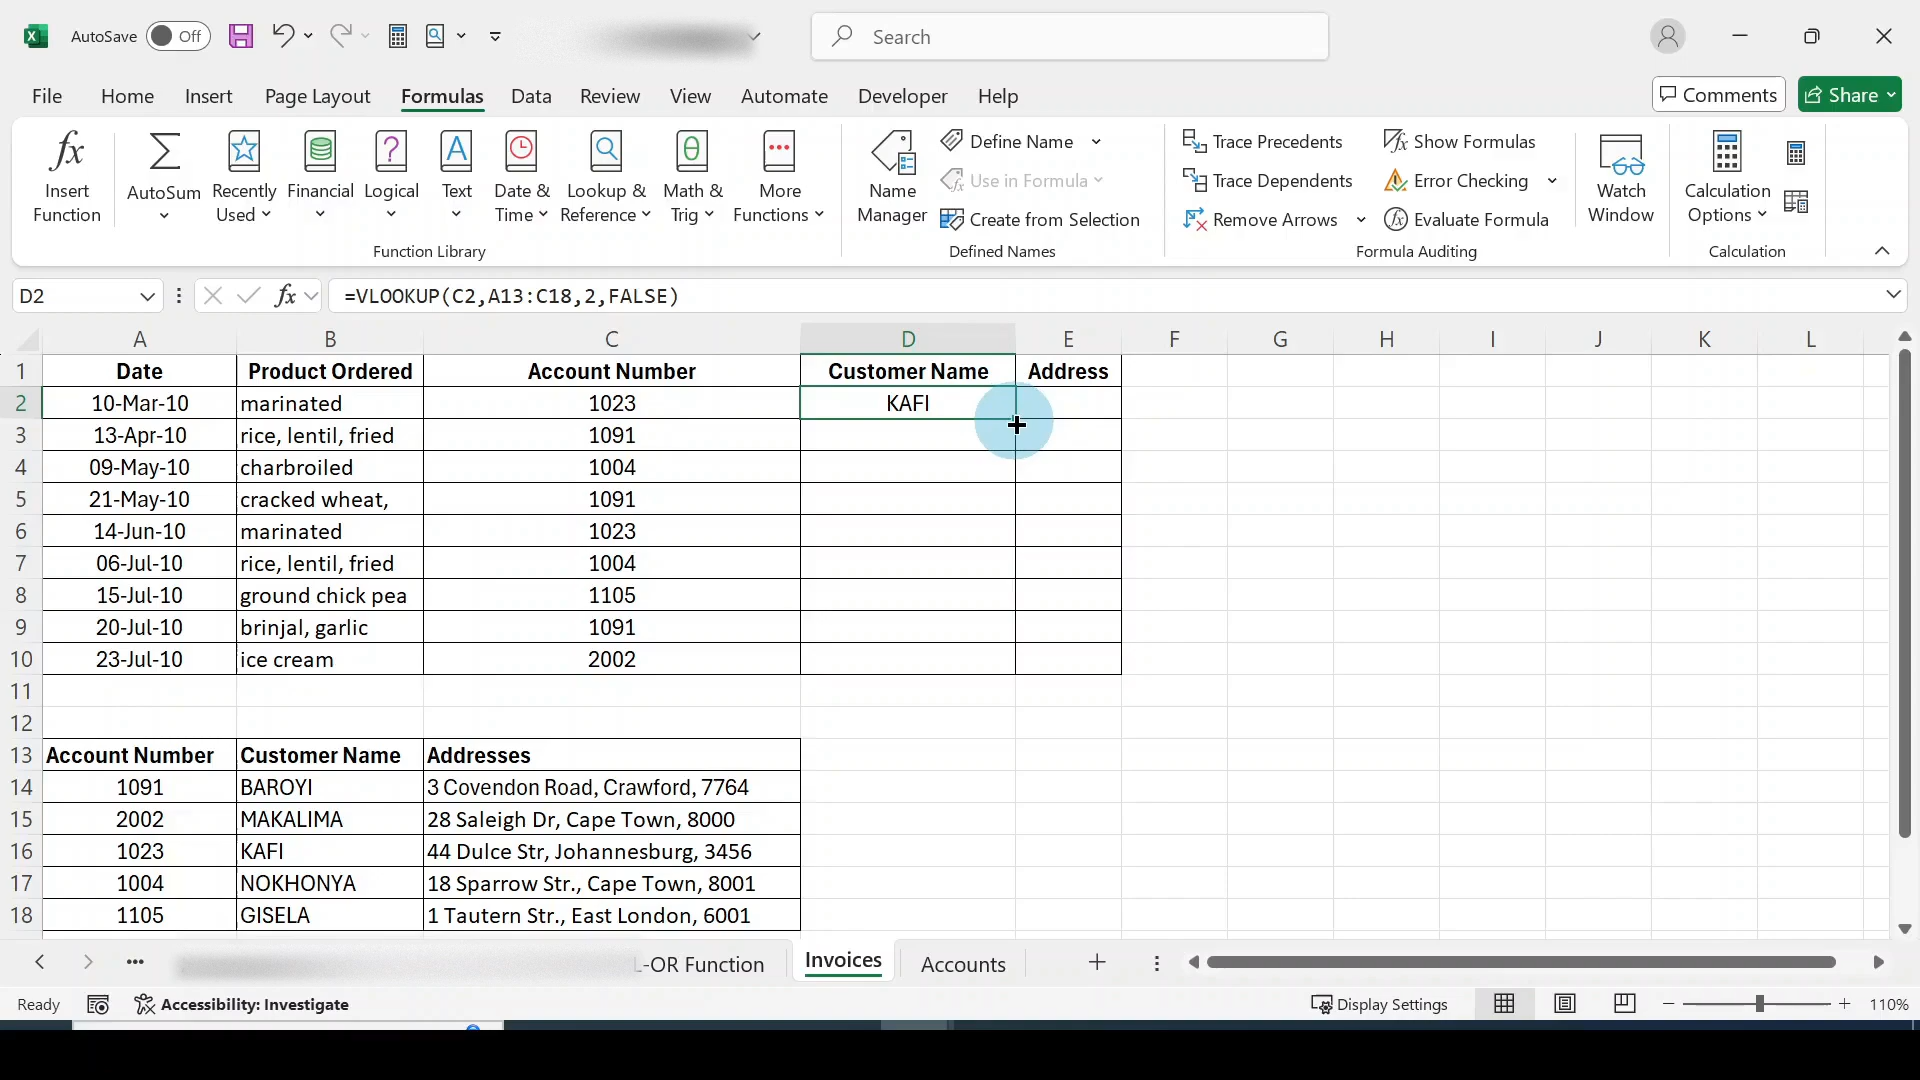 AutoSave Off Search
File Home Insert Page Layout Formulas Data Review View Automate Developer Help Comments Share
Insert Function
AutoSum
Recently Used
Financial
Logical
Text
Date & Time
Lookup & Reference
Math & Trig
More Functions
Function Library
Name Manager
Define Name
Use in Formula
Create from Selection
Defined Names
Trace Precedents
Trace Dependents
Remove Arrows
Show Formulas
Error Checking
Evaluate Formula
Formula Auditing
Watch Window
Calculation Options
Calculation
D2 fx =VLOOKUP(C2,A13:C18,2,FALSE)
A B C D E F G H I J K L
1 Date Product Ordered Account Number Customer Name Address
2 10-Mar-10 marinated 1023 KAFI
3 13-Apr-10 rice, lentil, fried 1091
4 09-May-10 charbroiled 1004
5 21-May-10 cracked wheat, 1091
6 14-Jun-10 marinated 1023
7 06-Jul-10 rice, lentil, fried 1004
8 15-Jul-10 ground chick pea 1105
9 20-Jul-10 brinjal, garlic 1091
10 23-Jul-10 ice cream 2002
11
12
13 Account Number Customer Name Addresses
14 1091 BAROYI 3 Covendon Road, Crawford, 7764
15 2002 MAKALIMA 28 Saleigh Dr, Cape Town, 8000
16 1023 KAFI 44 Dulce Str, Johannesburg, 3456
17 1004 NOKHONYA 18 Sparrow Str., Cape Town, 8001
18 1105 GISELA 1 Tautern Str., East London, 6001
L-OR Function Invoices Accounts
Ready Accessibility: Investigate Display Settings 110%